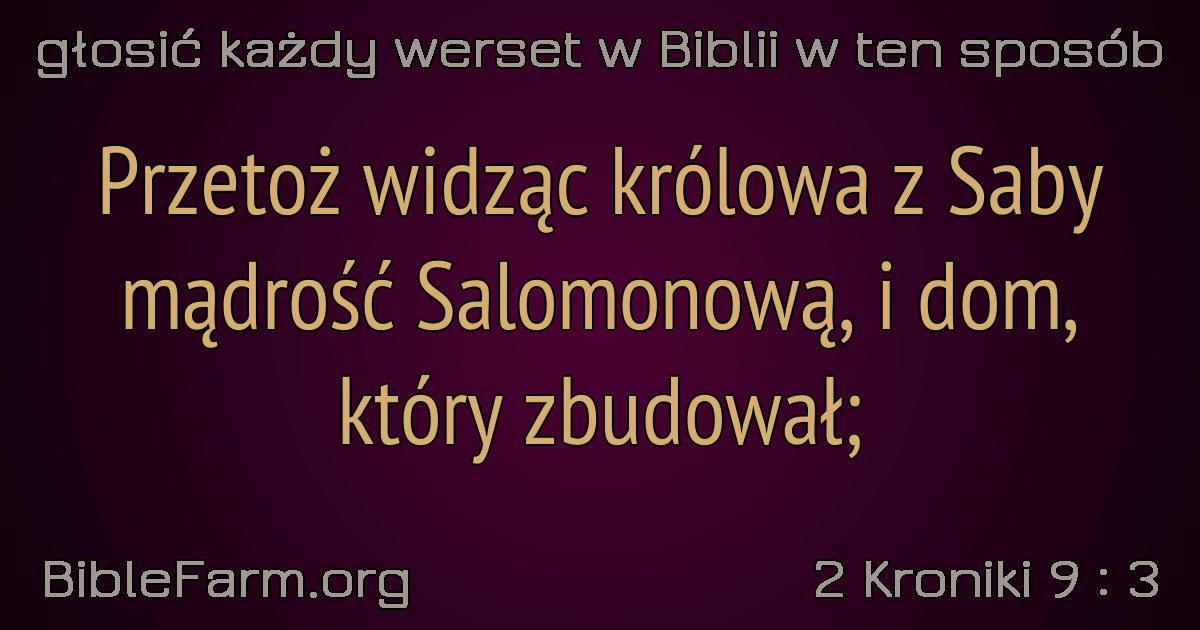 głosić każdy werset w Biblii w ten sposób
Przetoż widząc królowa z Saby
mądrość Salomonową, i dom,
który zbudował;
BibleFarm.org
2 Kroniki 9 : 3